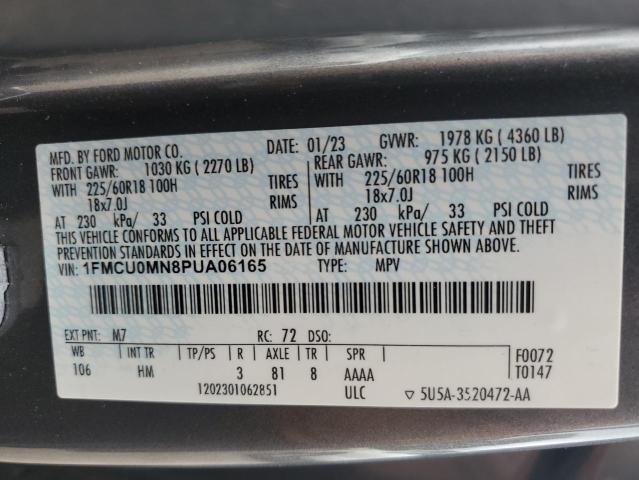 MFD. BY FORD MOTOR CO. DATE: 01/23 GVWR: 1978 KG ( 4360 LB)
FRONT GAWR: 1030 KG ( 2270 LB) REAR GAWR: 975 KG ( 2150 LB)
WITH 225/60R18 100H TIRES WITH 225/60R18 100H TIRES
18x7.0J RIMS 18x7.0J RIMS
AT 230 kPa/ 33 PSI COLD AT 230 kPa/ 33 PSI COLD
THIS VEHICLE CONFORMS TO ALL APPLICABLE FEDERAL MOTOR VEHICLE SAFETY AND THEFT
PREVENTION STANDARDS IN EFFECT ON THE DATE OF MANUFACTURE SHOWN ABOVE.
VIN: 1FMCU0MN8PUA06165 TYPE: MPV
EXT PNT: M7 RC: 72 DSO:
WB INT TR TP/PS R AXLE TR SPR F0072
106 HM 3 81 8 AAAA T0147
1202301062851 ULC ▽ 5U5A-3520472-AA